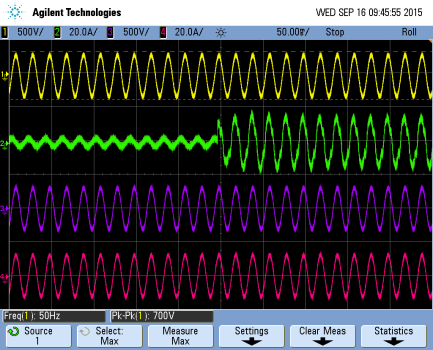 Agilent Technologies WED SEP 16 09:45:55 2015
1 500V/ 2 20.0A/ 3 500V/ 4 20.0A/ 50.00ms/ Stop Roll
1
2
3
4
Freq(1): 50Hz Pk-Pk(1): 700V
Source Select: Measure Settings Clear Meas Statistics
1 Max Max